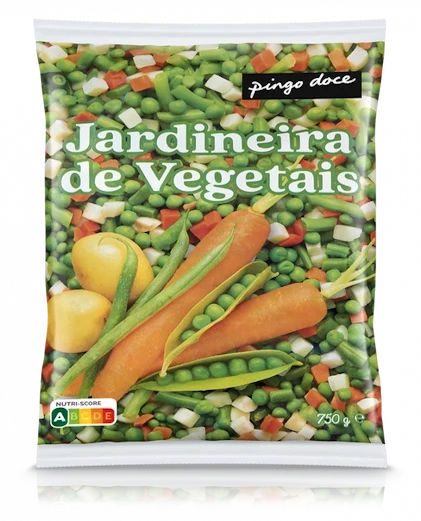 pingo doce
Jardineira
de Vegetais
NUTRI-SCORE
A B C D E
750 g ℮